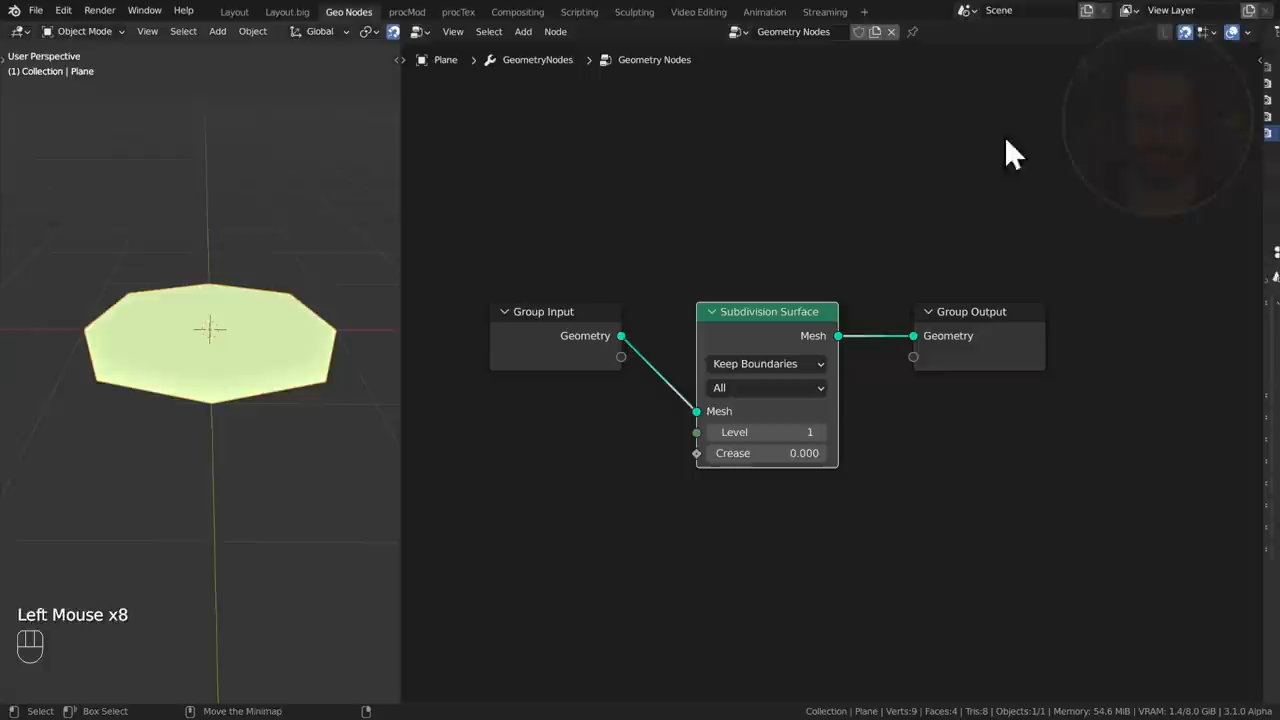 File Edit Render Window Help Layout Layout.big Geo Nodes procMod procTex Compositing Scripting Sculpting Video Editing Animation Streaming + Scene View Layer
Object Mode View Select Add Object Global View Select Add Node Geometry Nodes
User Perspective
(1) Collection | Plane
Plane > GeometryNodes > Geometry Nodes
Group Input
Geometry
Subdivision Surface
Mesh
Keep Boundaries
All
Mesh
Level 1
Crease 0.000
Group Output
Geometry
Left Mouse x8
Select Box Select Move the Minimap Collection | Plane | Verts:9 | Faces:4 | Tris:8 | Objects:1/1 | Memory: 54.6 MiB | VRAM: 1.4/8.0 GiB | 3.1.0 Alpha